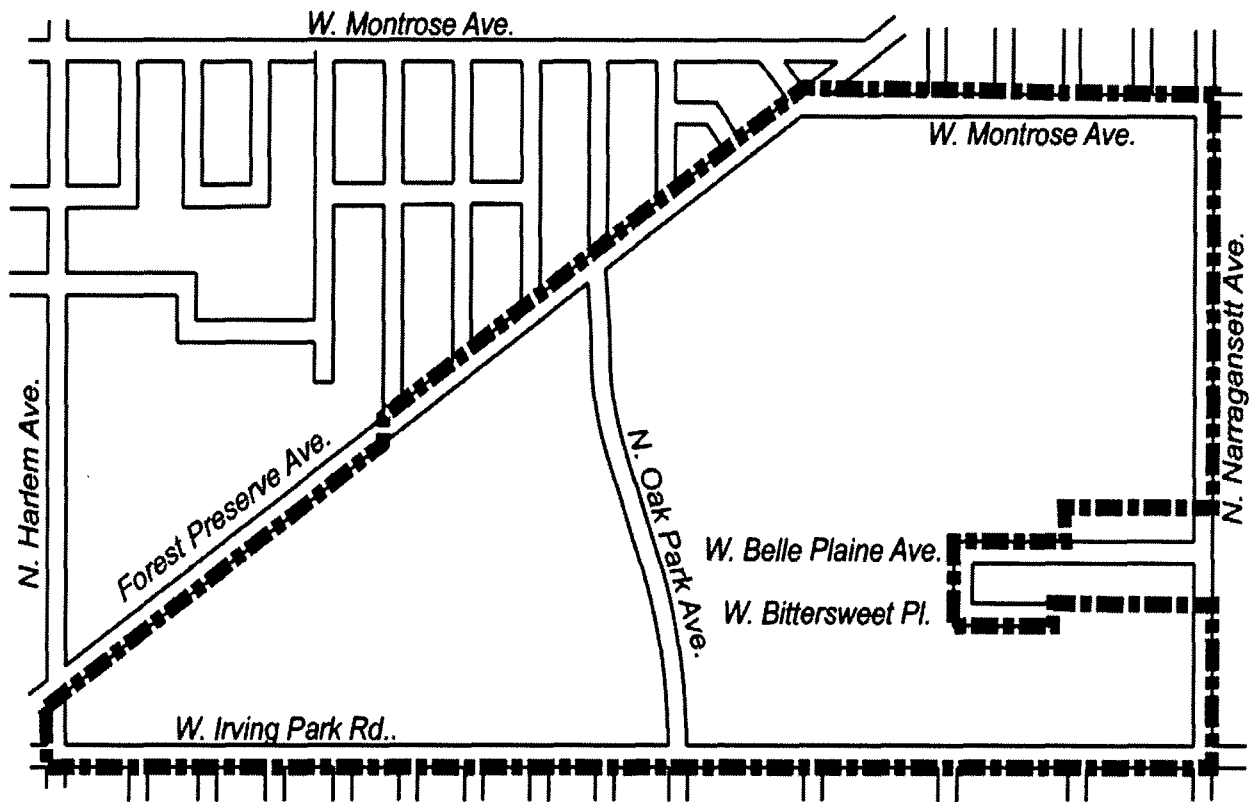 W. Montrose Ave.
W. Montrose Ave.
N. Harlem Ave.
Forest Preserve Ave.
N. Oak Park Ave.
N. Narragansett Ave.
W. Belle Plaine Ave.
W. Bittersweet Pl.
W. Irving Park Rd..